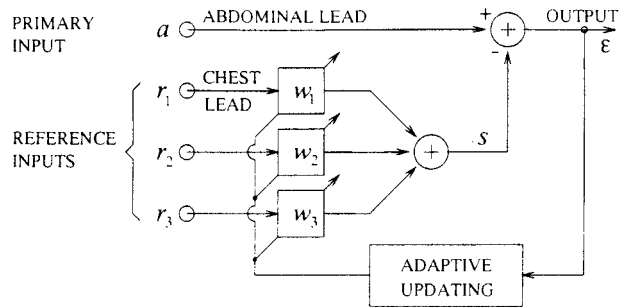 PRIMARY
INPUT
a
ABDOMINAL LEAD
+
-
+
OUTPUT
ε
r₁
CHEST
LEAD
w₁
REFERENCE
INPUTS
r₂
w₂
+
s
r₃
w₃
ADAPTIVE
UPDATING